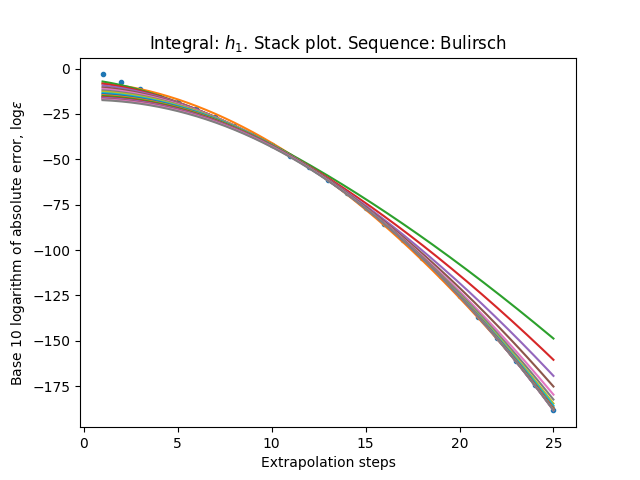 Integral: h₁. Stack plot. Sequence: Bulirsch
Base 10 logarithm of absolute error, logε
0
−25
−50
−75
−100
−125
−150
−175
0 5 10 15 20 25
Extrapolation steps